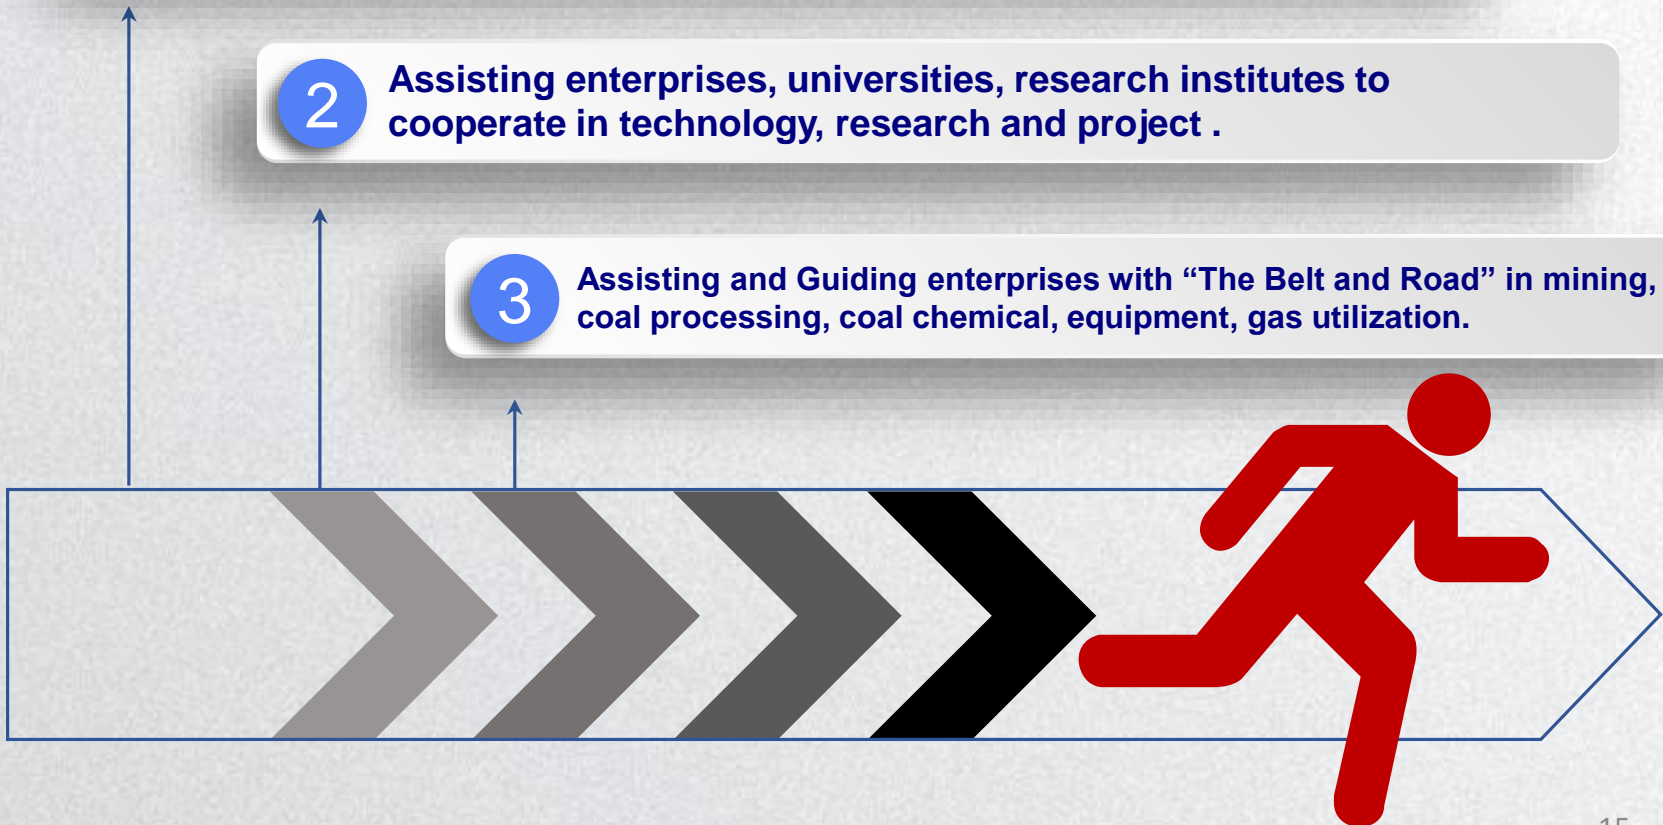 2
Assisting enterprises, universities, research institutes to
cooperate in technology, research and project .
3
Assisting and Guiding enterprises with “The Belt and Road” in mining,
coal processing, coal chemical, equipment, gas utilization.
15